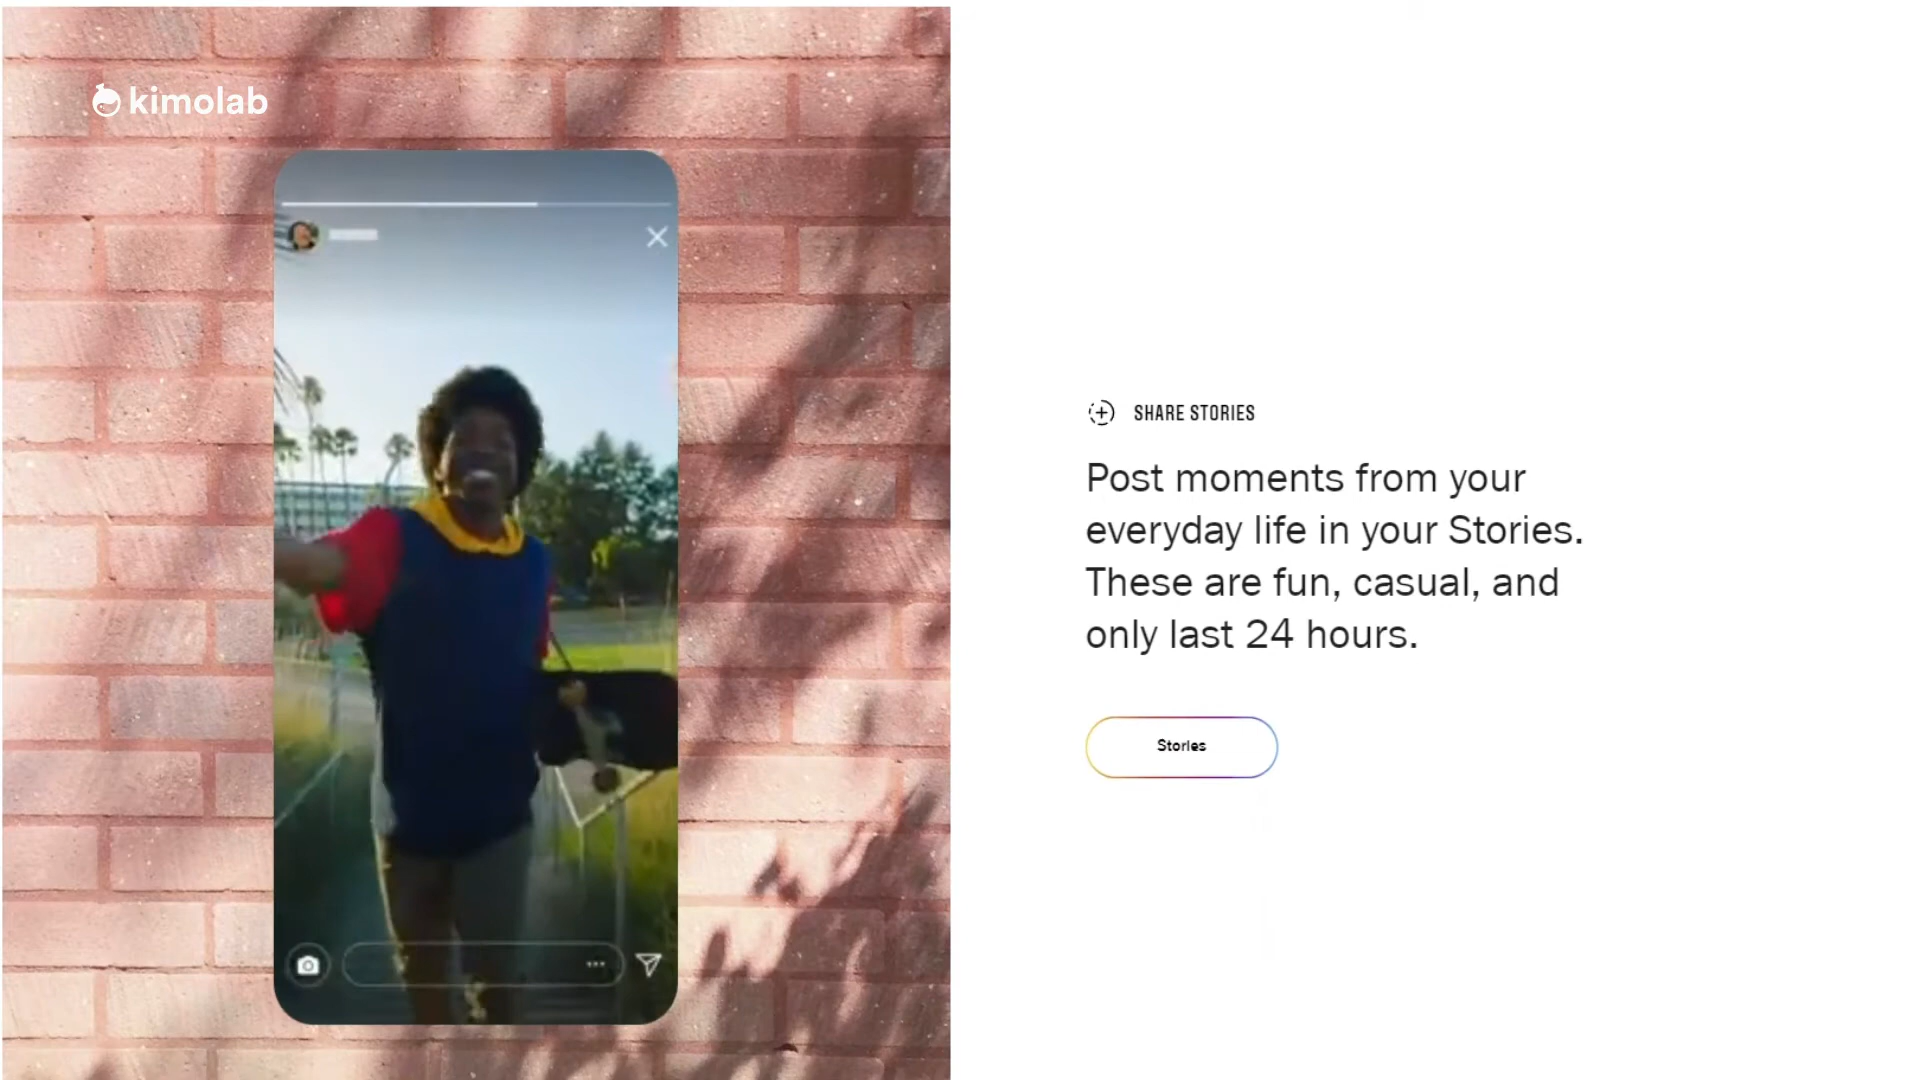 kimolab
SHARE STORIES
Post moments from your
everyday life in your Stories.
These are fun, casual, and
only last 24 hours.
Stories